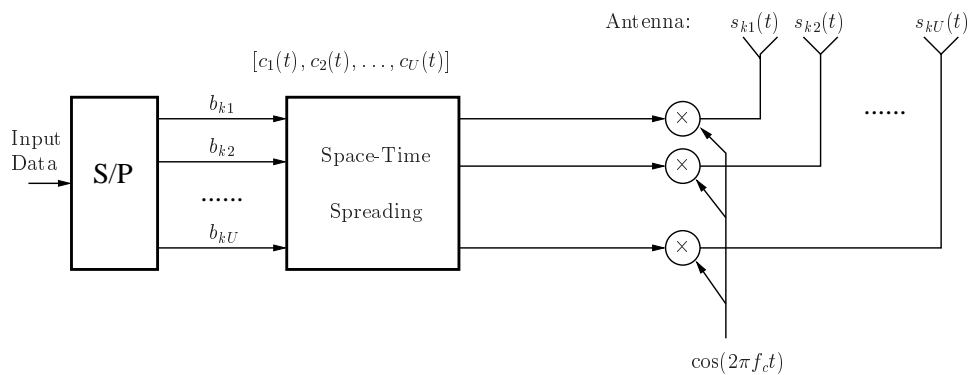 Antenna: s_{k1}(t) s_{k2}(t) s_{kU}(t)
[c_1(t), c_2(t), . . . , c_U(t)]
Input
Data
S/P
b_{k1}
b_{k2}
......
b_{kU}
Space-Time
Spreading
×
×
×
......
cos(2πf_ct)